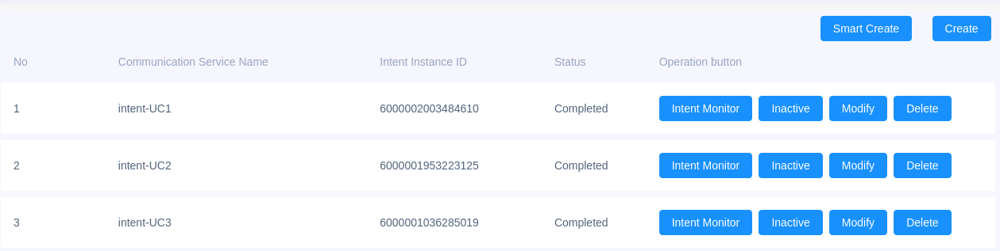 Smart Create Create
No Communication Service Name Intent Instance ID Status Operation button
1 intent-UC1 6000002003484610 Completed Intent Monitor Inactive Modify Delete
2 intent-UC2 6000001953223125 Completed Intent Monitor Inactive Modify Delete
3 intent-UC3 6000001036285019 Completed Intent Monitor Inactive Modify Delete